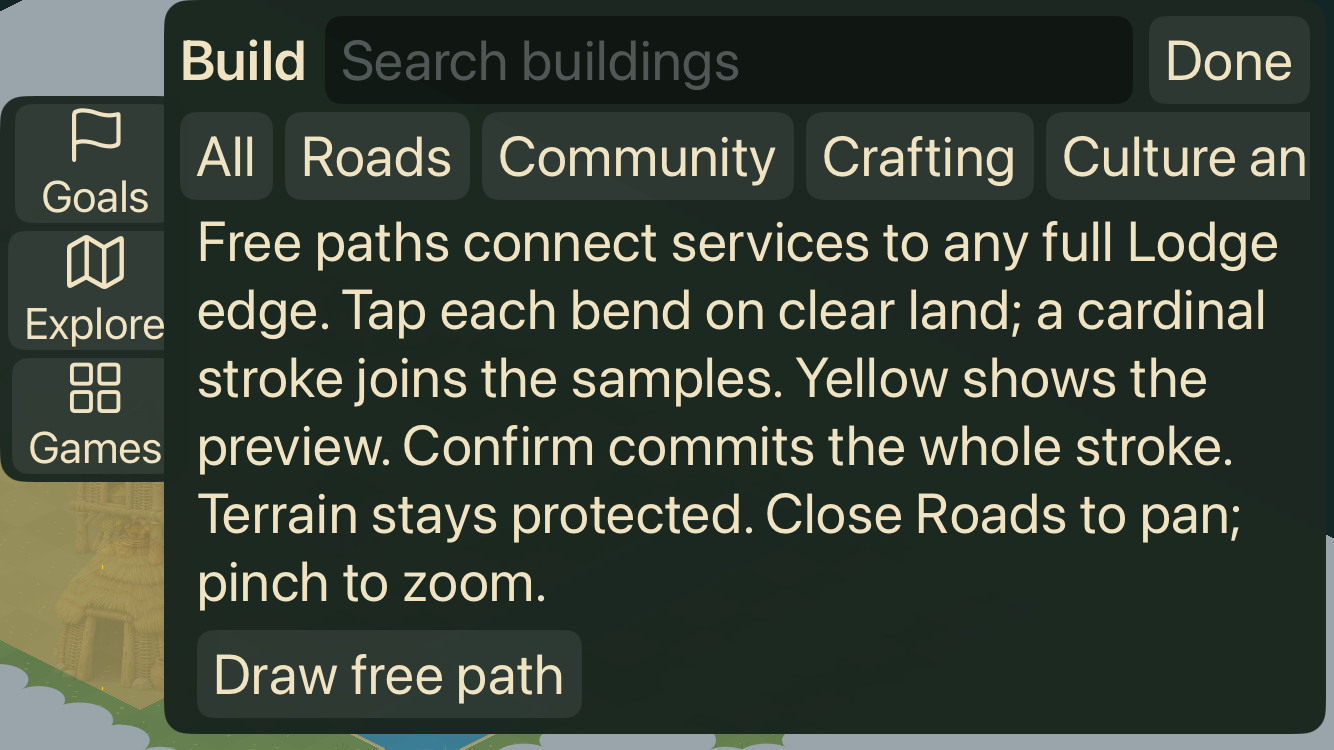 Build
Search buildings
Done
All
Roads
Community
Crafting
Culture an
Goals
Explore
Games
Free paths connect services to any full Lodge
edge. Tap each bend on clear land; a cardinal
stroke joins the samples. Yellow shows the
preview. Confirm commits the whole stroke.
Terrain stays protected. Close Roads to pan;
pinch to zoom.
Draw free path